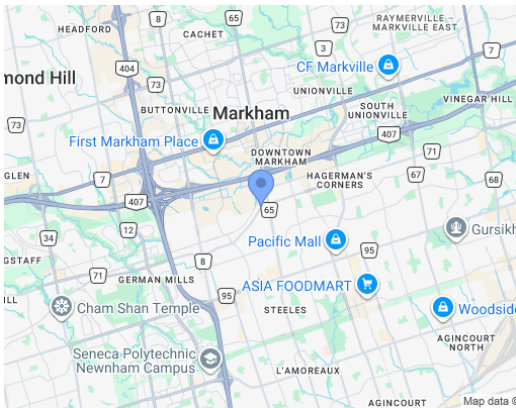 HEADFORD
CACHET
65
73
RAYMERVILLE –
MARKVILLE EAST
404
73
3
7
CF Markville
mond Hill
8
UNIONVILLE
BUTTONVILLE
Markham
SOUTH
UNIONVILLE
VINEGAR HILL
73
First Markham Place
407
DOWNTOWN
MARKHAM
71
GLEN
7
HAGERMAN'S
CORNERS
67
68
407
65
12
34
Pacific Mall
95
Gursikh
GSTAFF
71
8
GERMAN MILLS
95
ASIA FOODMART
ILL
Cham Shan Temple
STEELES
Woodside
Seneca Polytechnic
Newnham Campus
AGINCOURT
NORTH
L'AMOREAUX
AGINCOURT
Map data ©